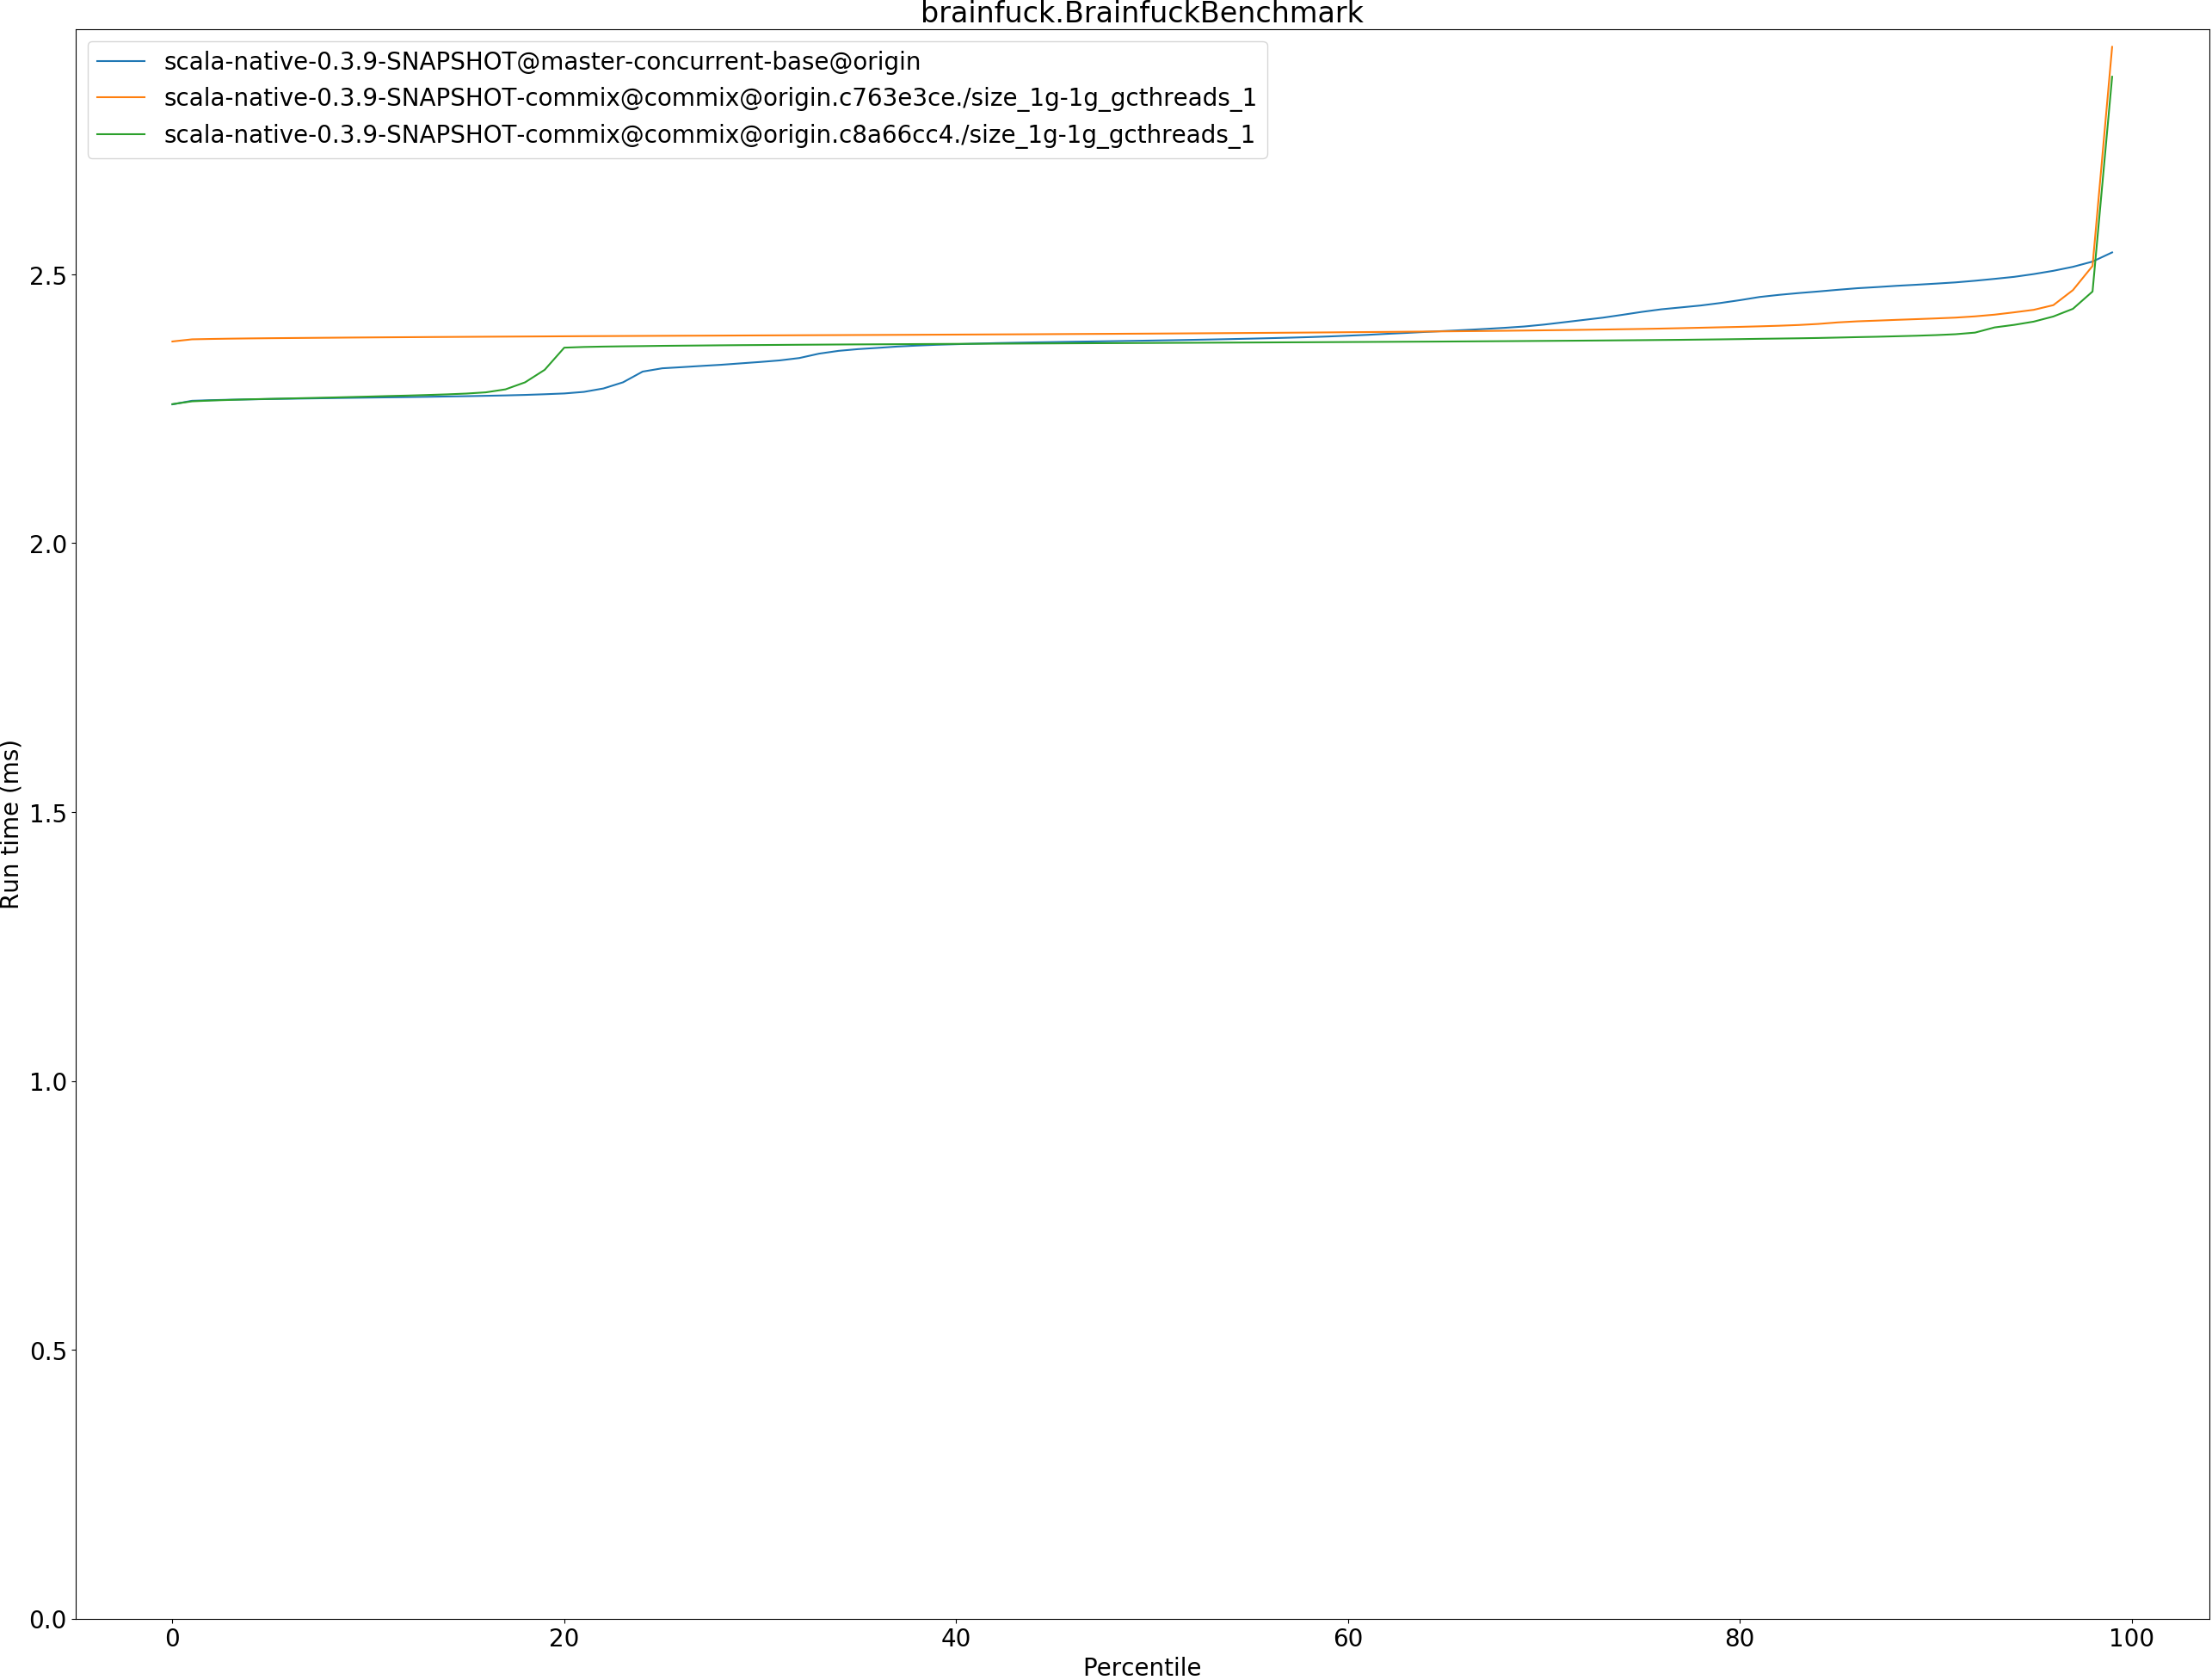 brainfuck.BrainfuckBenchmark
scala-native-0.3.9-SNAPSHOT@master-concurrent-base@origin
scala-native-0.3.9-SNAPSHOT-commix@commix@origin.c763e3ce./size_1g-1g_gcthreads_1
scala-native-0.3.9-SNAPSHOT-commix@commix@origin.c8a66cc4./size_1g-1g_gcthreads_1
2.5
2.0
1.5
1.0
0.5
0.0
Run time (ms)
0 20 40 60 80 100
Percentile